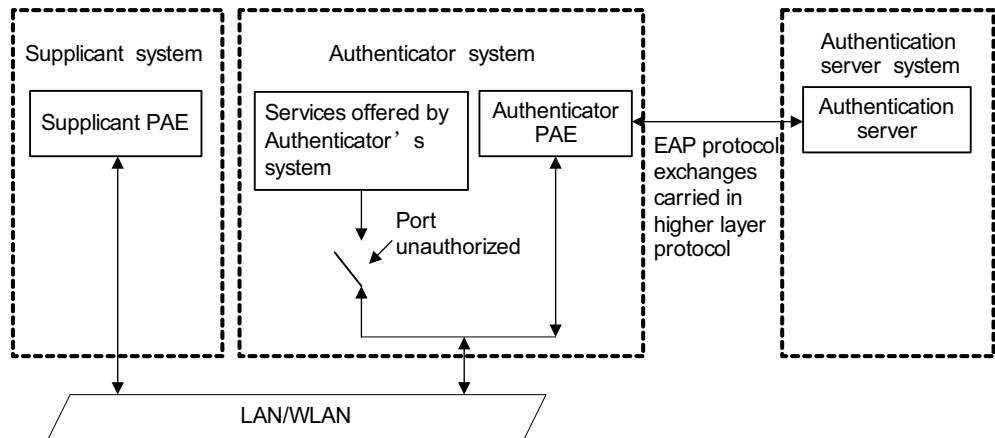 Supplicant system
Supplicant PAE
Authenticator system
Services offered by
Authenticator’s
system
Authenticator
PAE
Port
unauthorized
EAP protocol
exchanges
carried in
higher layer
protocol
Authentication
server system
Authentication
server
LAN/WLAN